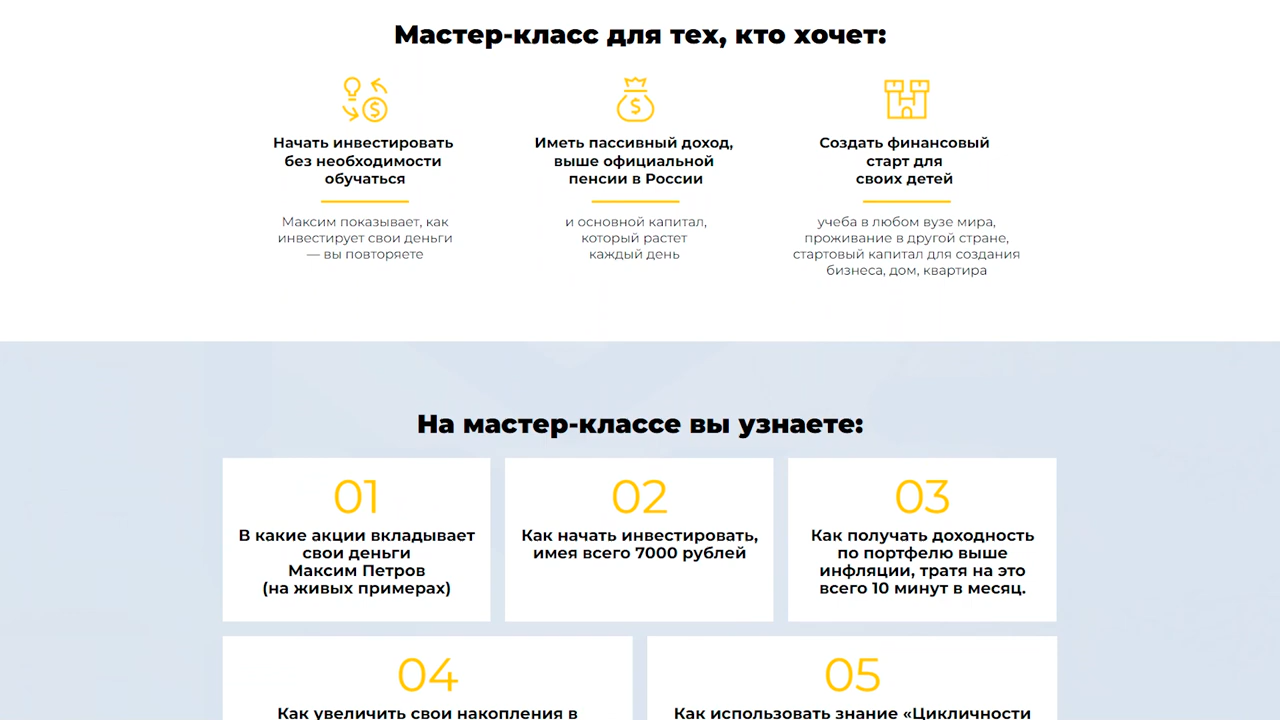 Мастер-класс для тех, кто хочет:
Начать инвестировать
без необходимости
обучаться
Максим показывает, как
инвестирует свои деньги
— вы повторяете
Иметь пассивный доход,
выше официальной
пенсии в России
и основной капитал,
который растет
каждый день
Создать финансовый
старт для
своих детей
учеба в любом вузе мира,
проживание в другой стране,
стартовый капитал для создания
бизнеса, дом, квартира
На мастер-классе вы узнаете:
01
В какие акции вкладывает
свои деньги
Максим Петров
(на живых примерах)
02
Как начать инвестировать,
имея всего 7000 рублей
03
Как получать доходность
по портфелю выше
инфляции, тратя на это
всего 10 минут в месяц.
04
Как увеличить свои накопления в
05
Как использовать знание «Цикличности